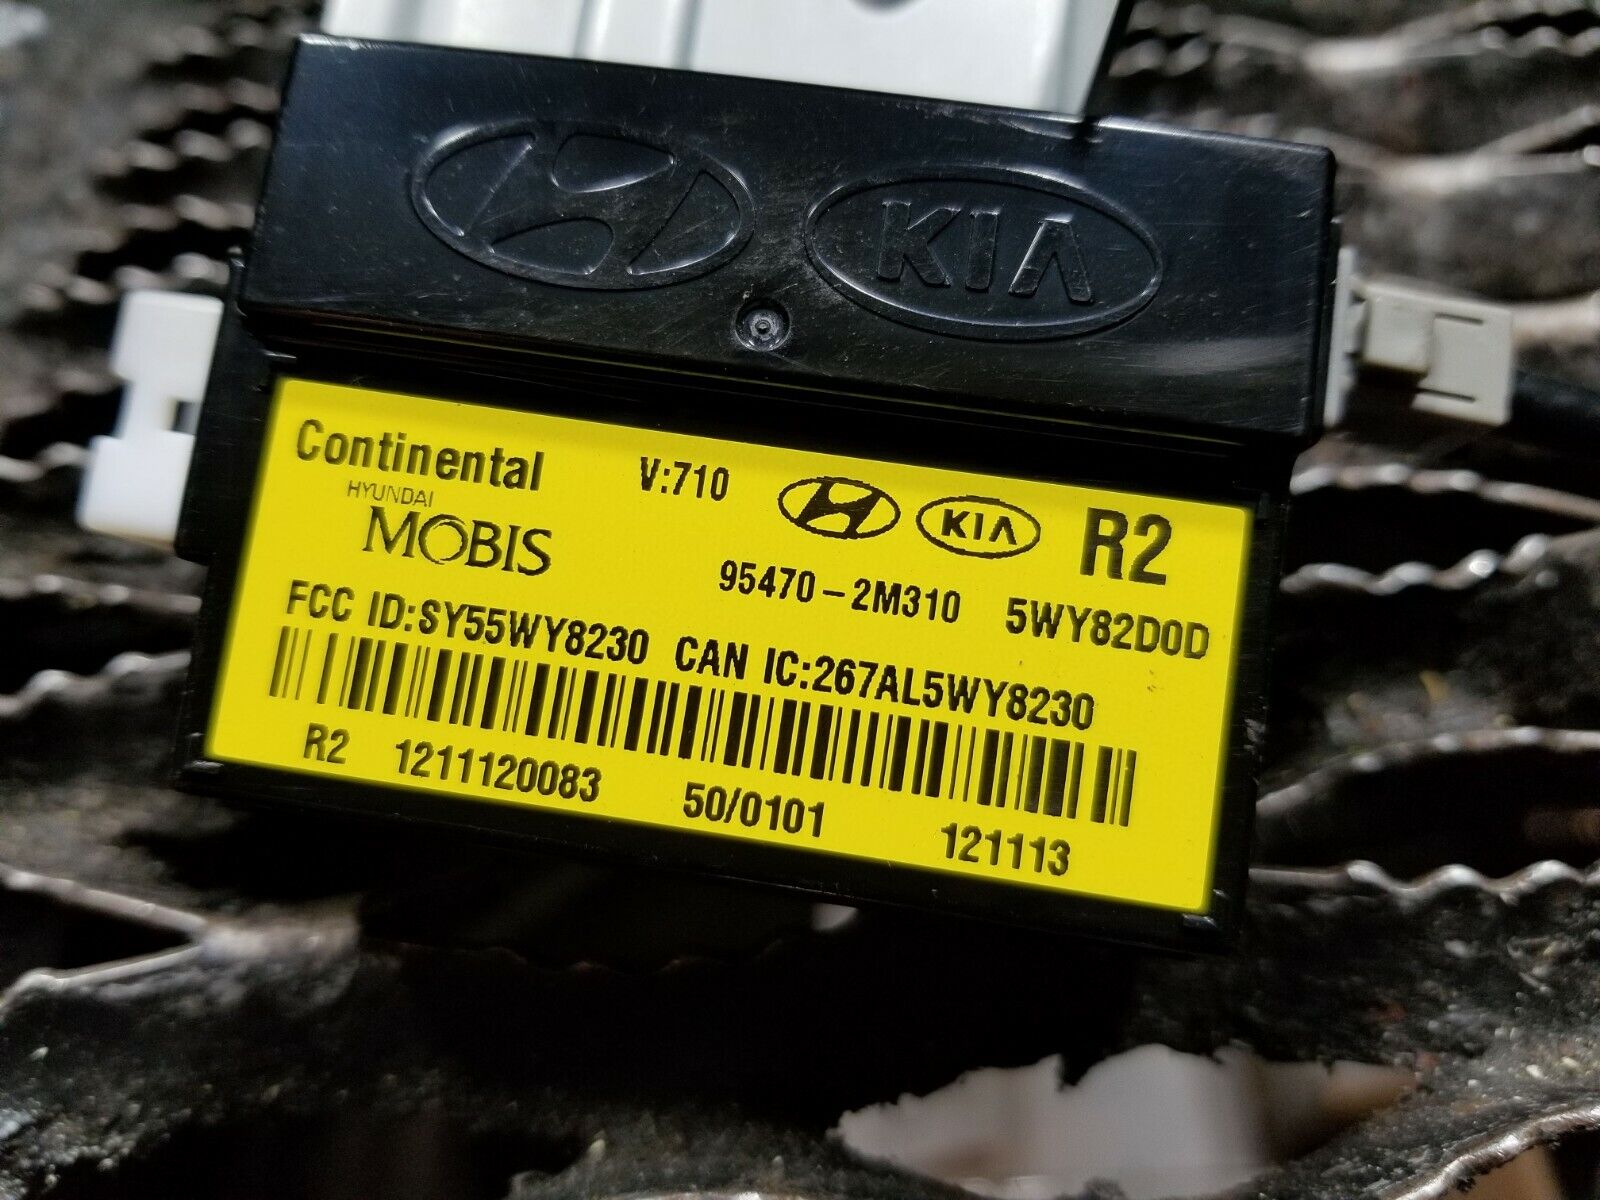 KIA
Continental V:710 KIA R2
HYUNDAI
MOBIS 95470-2M310 5WY82D0D
FCC ID:SY55WY8230 CAN IC:267AL5WY8230
R2 1211120083 50/0101 121113